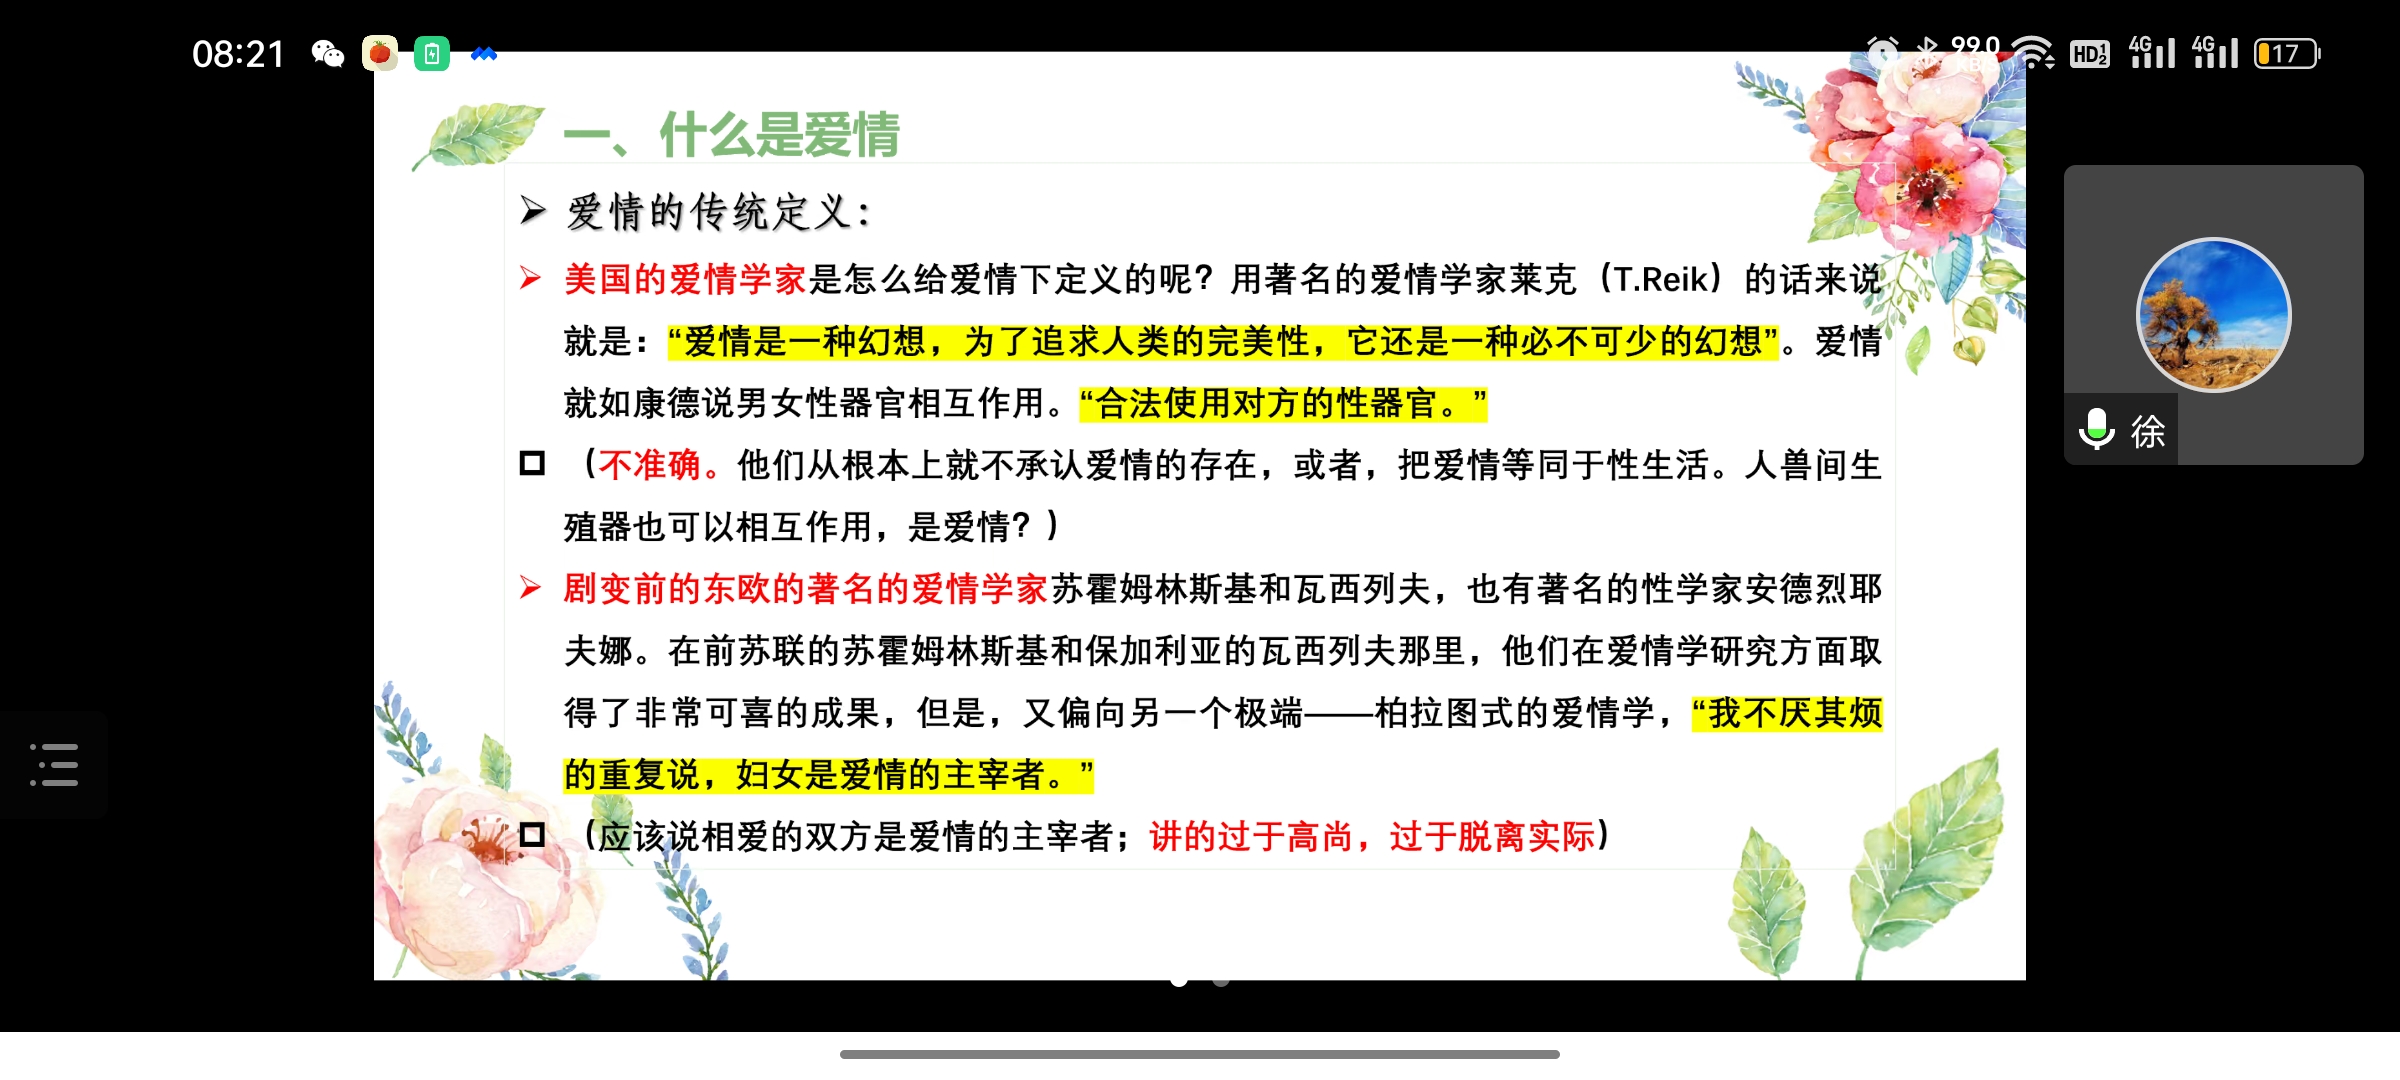 08:21
99.0
HD
4G
4G
17
一、什么是爱情
爱情的传统定义：
美国的爱情学家是怎么给爱情下定义的呢？用著名的爱情学家莱克（T.Reik）的话来说
就是：“爱情是一种幻想，为了追求人类的完美性，它还是一种必不可少的幻想”。爱情
就如康德说男女性器官相互作用。“合法使用对方的性器官。”
（不准确。他们从根本上就不承认爱情的存在，或者，把爱情等同于性生活。人兽间生
殖器也可以相互作用，是爱情？）
剧变前的东欧的著名的爱情学家苏霍姆林斯基和瓦西列夫，也有著名的性学家安德烈耶
夫娜。在前苏联的苏霍姆林斯基和保加利亚的瓦西列夫那里，他们在爱情学研究方面取
得了非常可喜的成果，但是，又偏向另一个极端——柏拉图式的爱情学，“我不厌其烦
的重复说，妇女是爱情的主宰者。”
（应该说相爱的双方是爱情的主宰者；讲的过于高尚，过于脱离实际）
徐